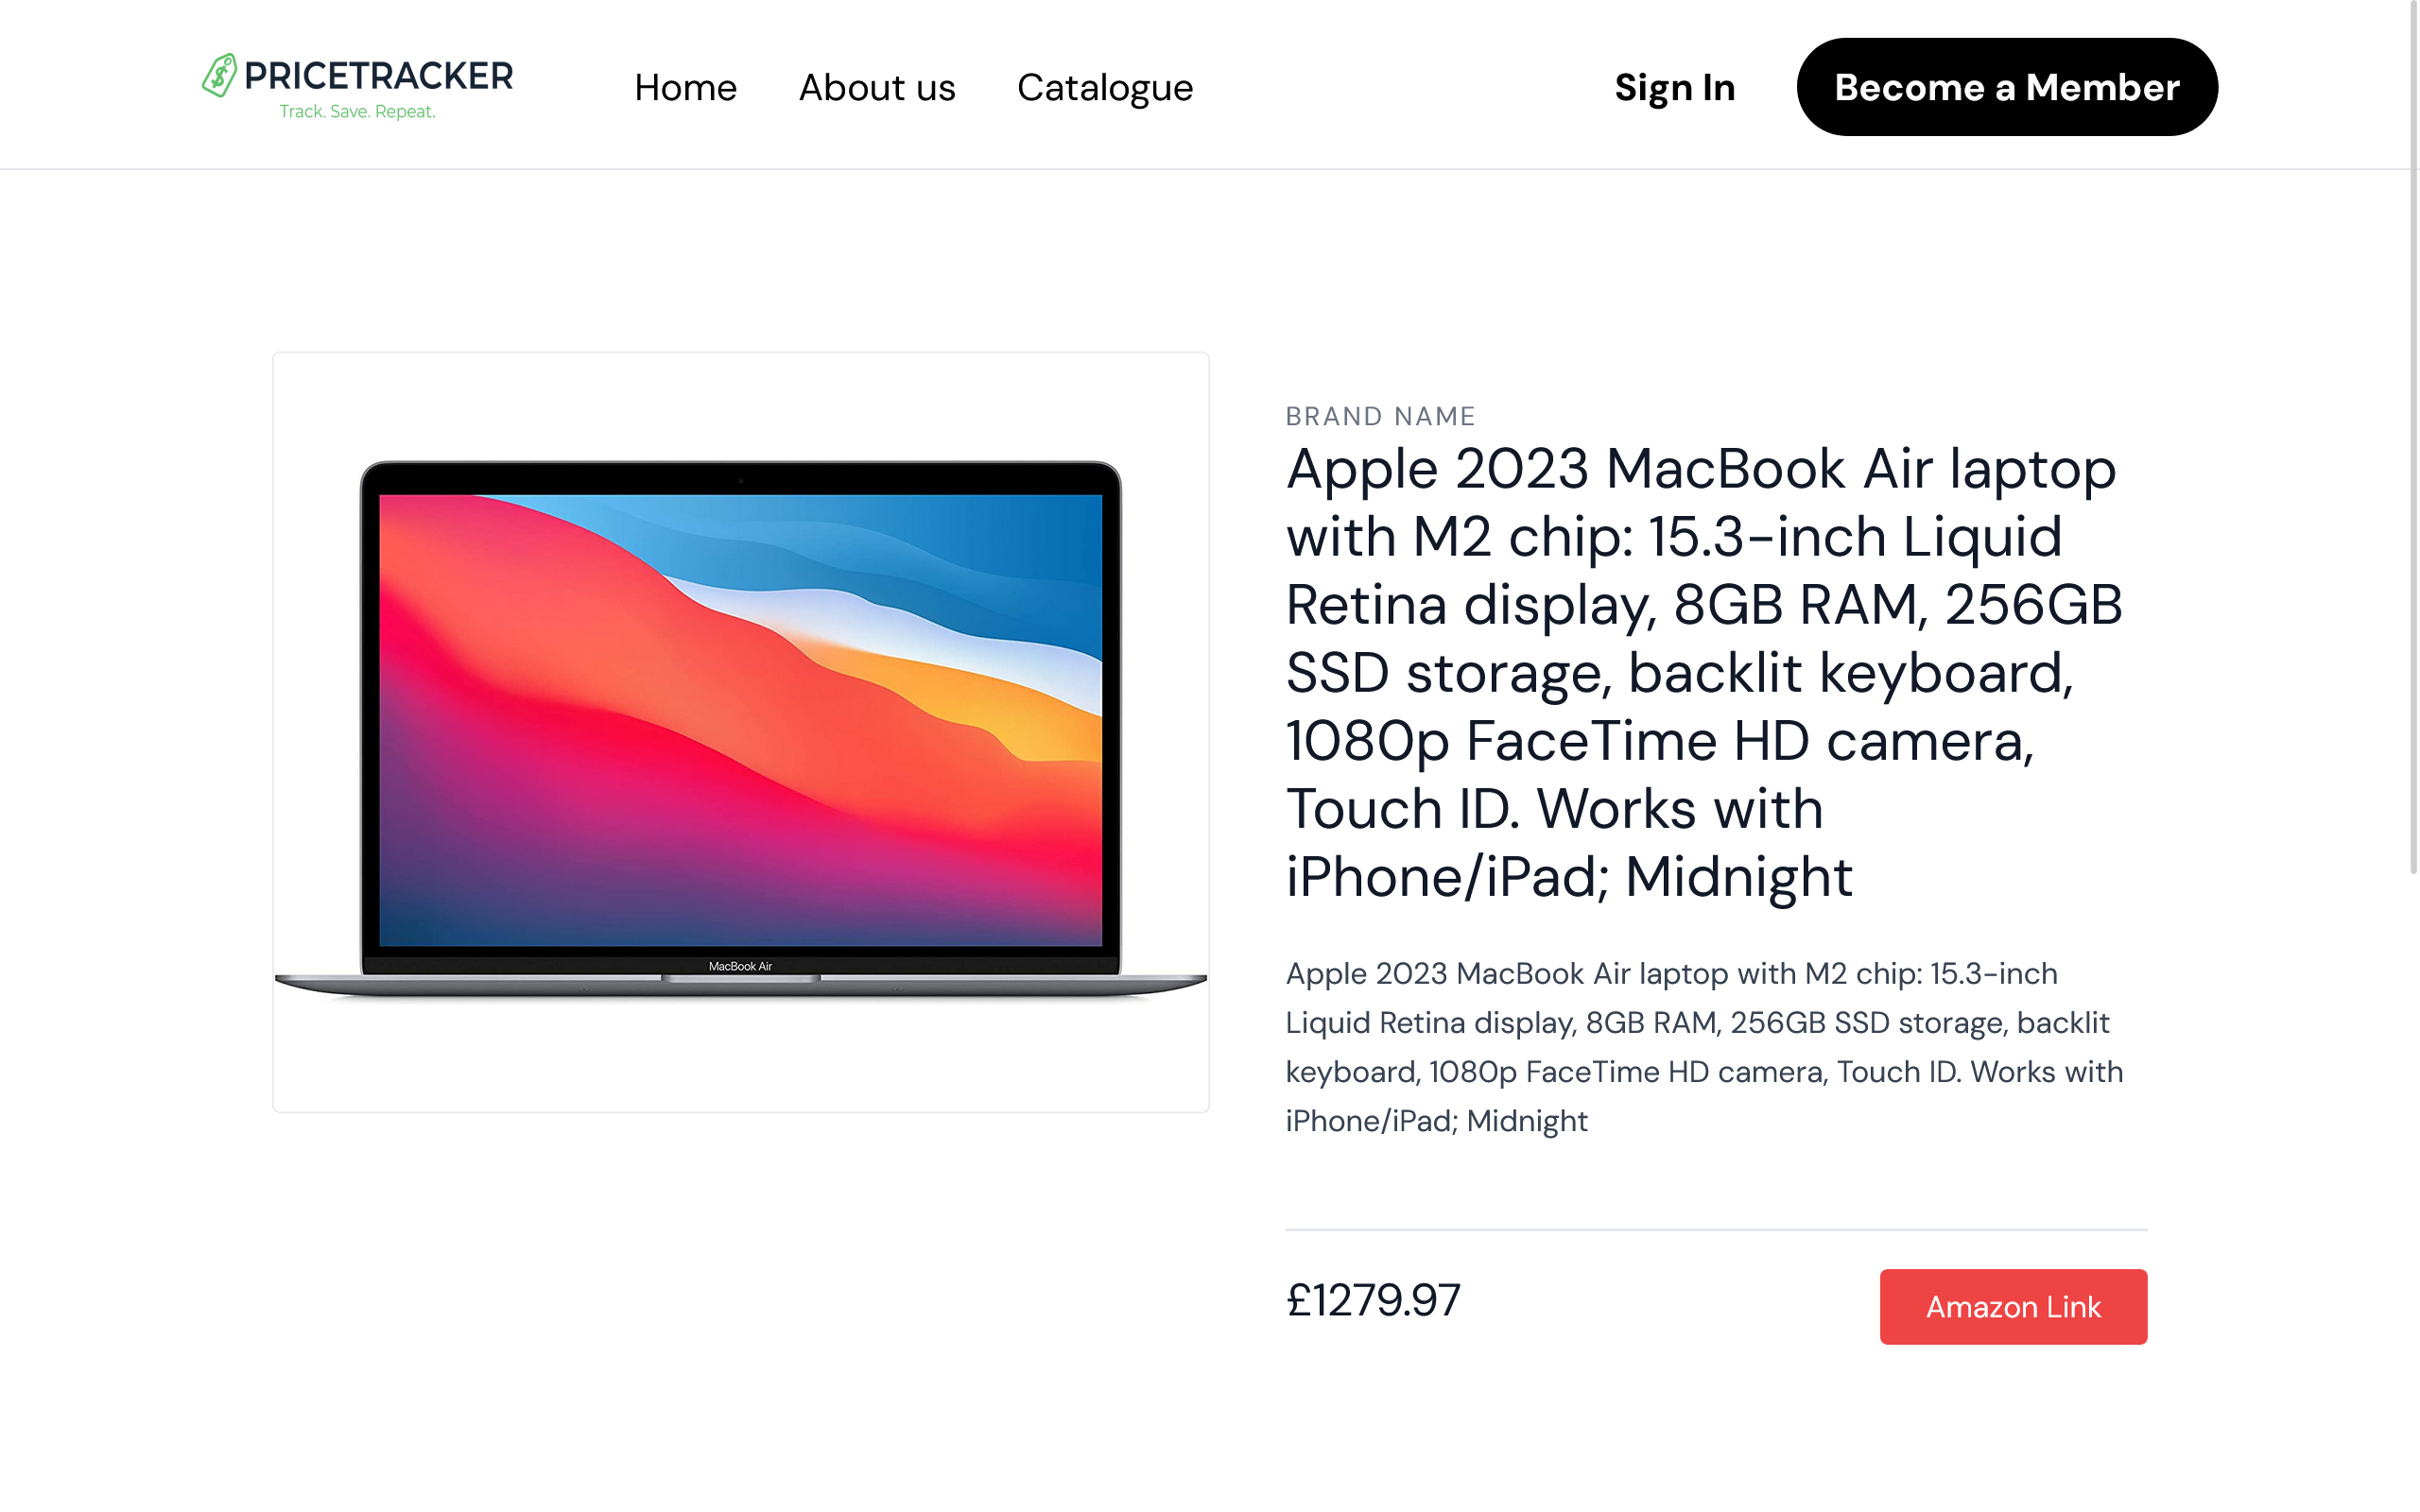 PRICETRACKER
Track. Save. Repeat.
Home
About us
Catalogue
Sign In
Become a Member
MacBook Air
BRAND NAME
Apple 2023 MacBook Air laptop
with M2 chip: 15.3-inch Liquid
Retina display, 8GB RAM, 256GB
SSD storage, backlit keyboard,
1080p FaceTime HD camera,
Touch ID. Works with
iPhone/iPad; Midnight
Apple 2023 MacBook Air laptop with M2 chip: 15.3-inch
Liquid Retina display, 8GB RAM, 256GB SSD storage, backlit
keyboard, 1080p FaceTime HD camera, Touch ID. Works with
iPhone/iPad; Midnight
£1279.97
Amazon Link